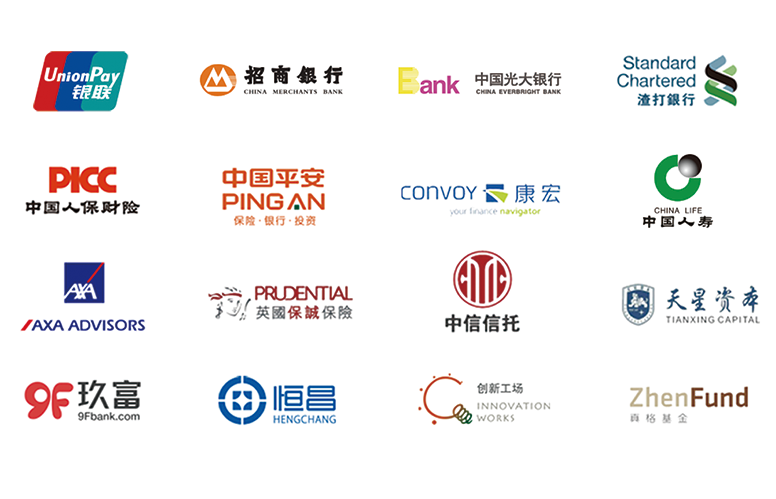 UnionPay
银联
招商銀行
CHINA MERCHANTS BANK
Bank
中国光大银行
CHINA EVERBRIGHT BANK
Standard
Chartered
渣打銀行
PICC
中国人保财险
中国平安
PING AN
保险·银行·投资
CONVOY 康宏
your finance navigator
CHINA LIFE
中国人寿
AXA
AXA ADVISORS
PRUDENTIAL
英國保誠保險
中信信托
天星资本
TIANXING CAPITAL
9F 玖富
9Fbank.com
恒昌
HENGCHANG
创新工场
INNOVATION
WORKS
ZhenFund
真格基金